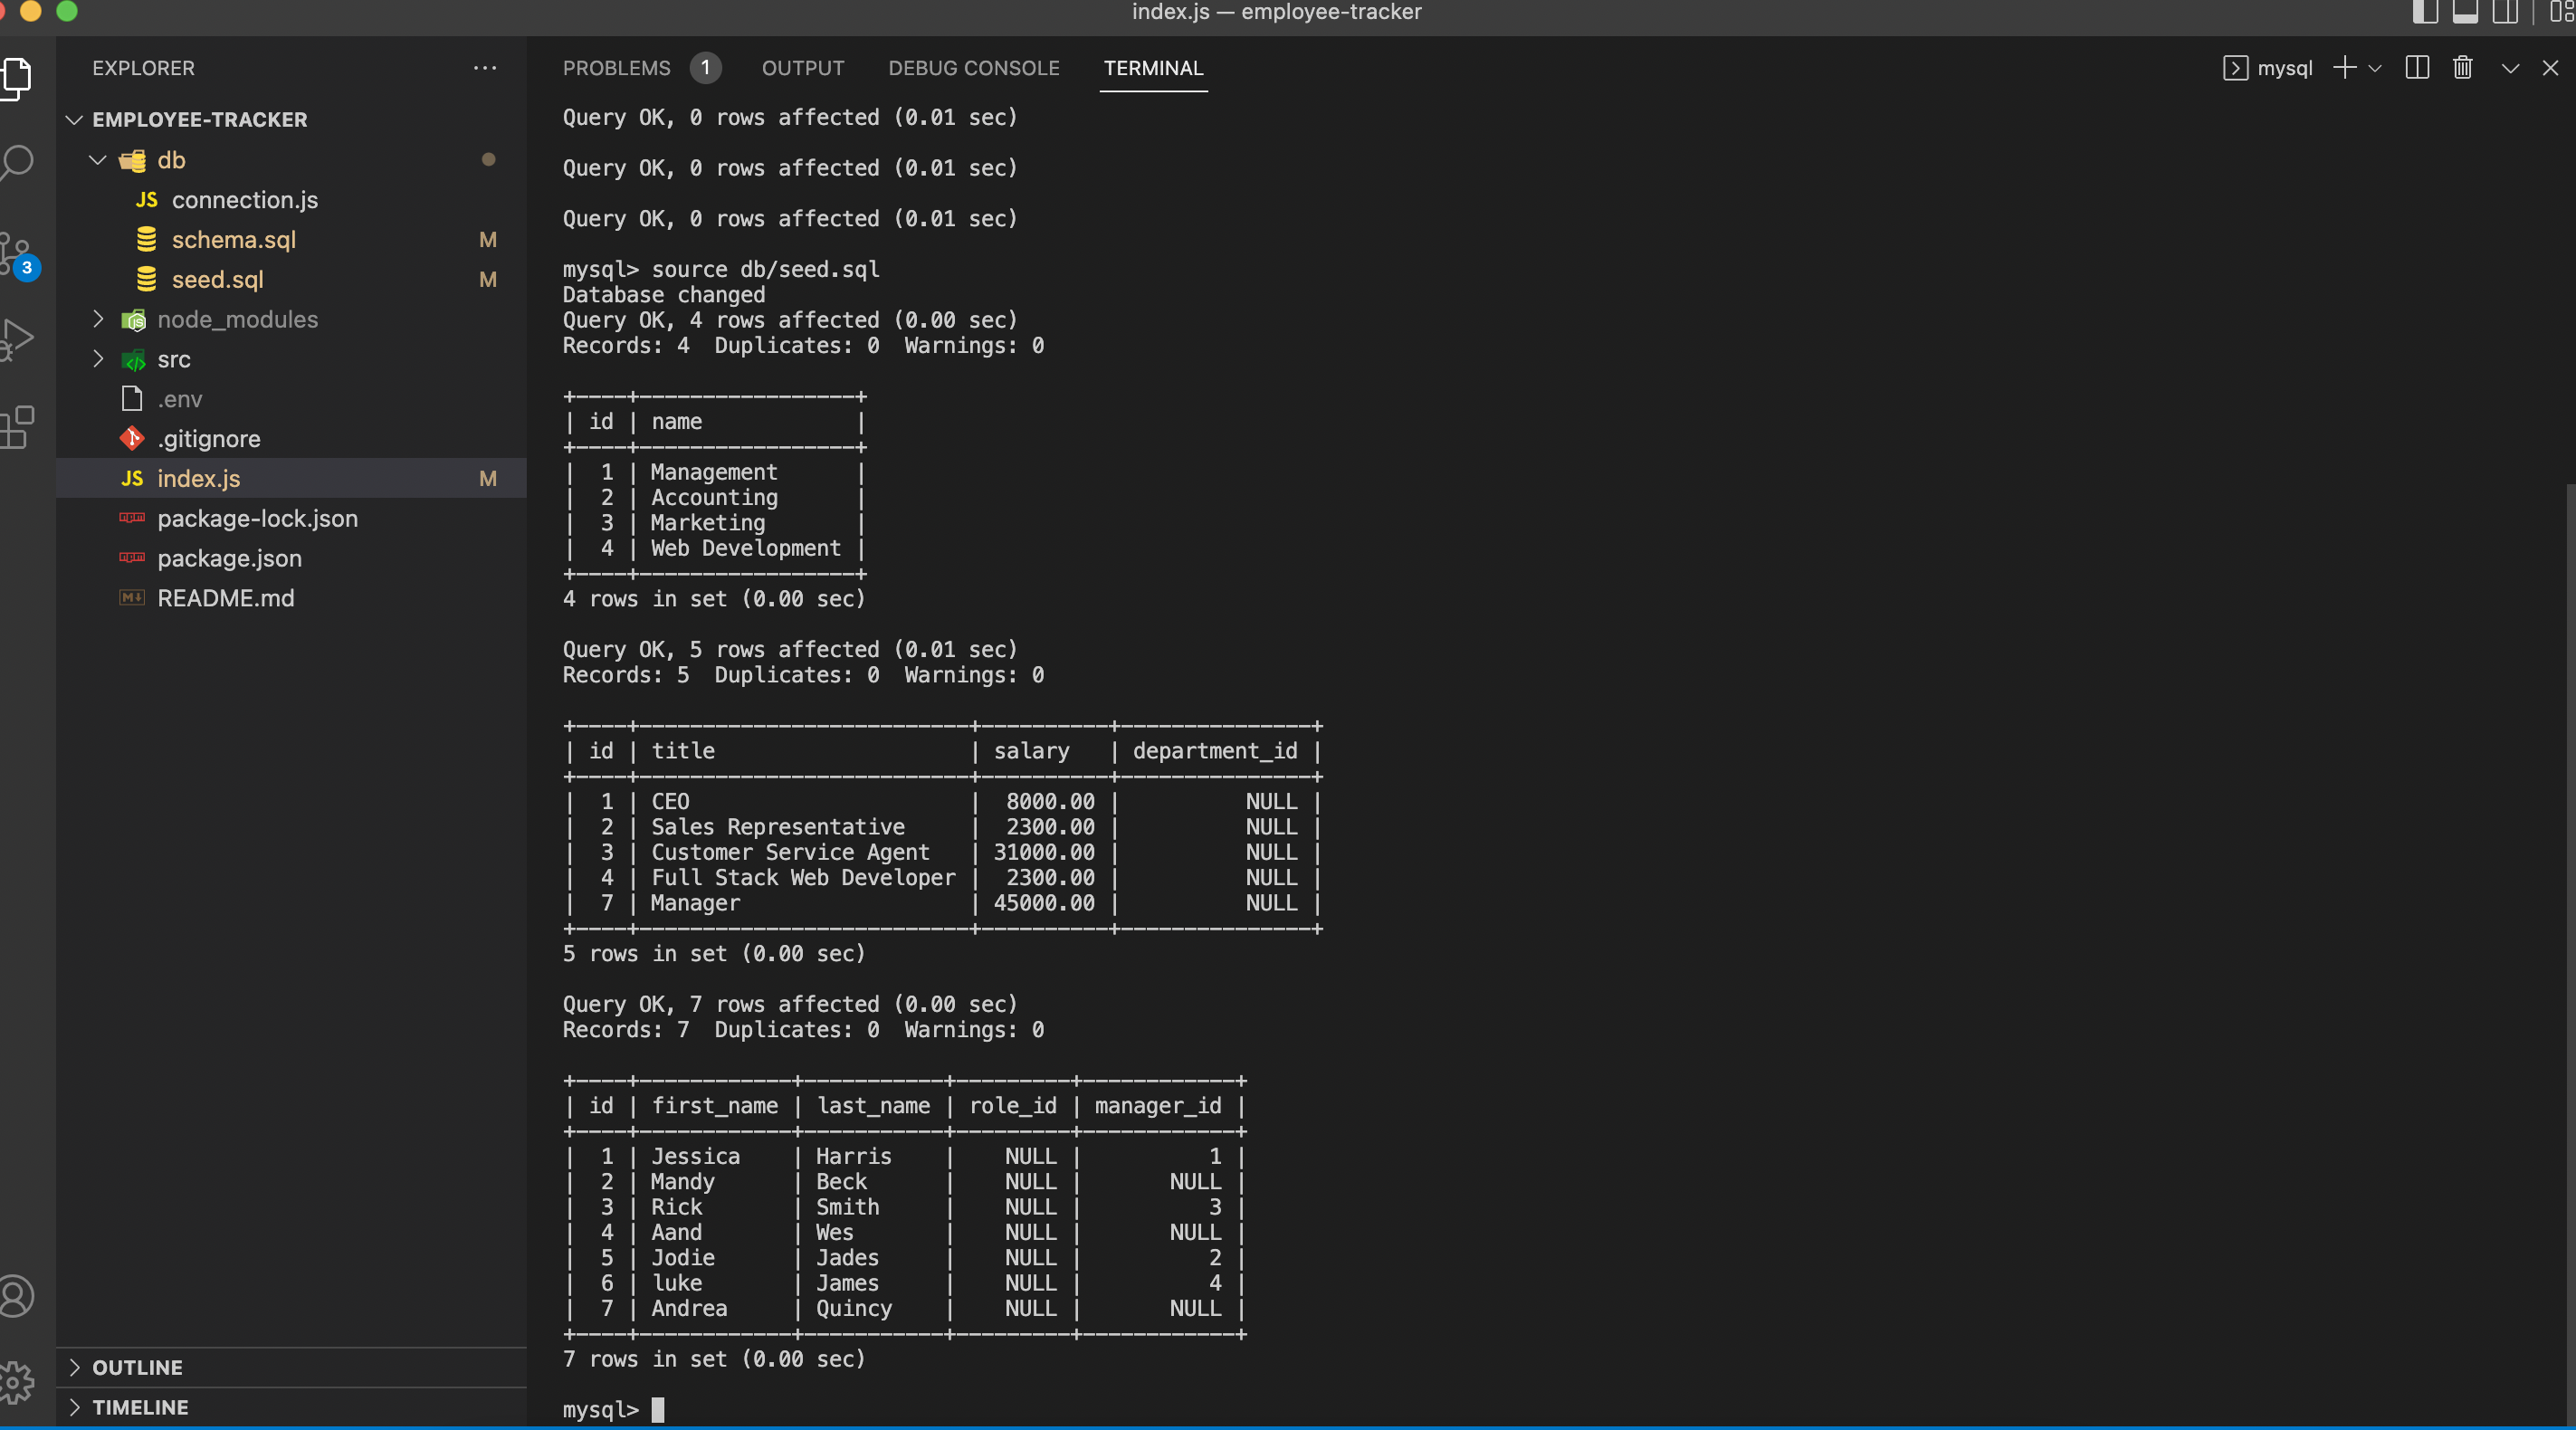 index.js — employee-tracker
EXPLORER
EMPLOYEE-TRACKER
db
JS connection.js
schema.sql M
seed.sql M
3
node_modules
src
.env
.gitignore
JS index.js M
package-lock.json
package.json
README.md
OUTLINE
TIMELINE
PROBLEMS 1 OUTPUT DEBUG CONSOLE TERMINAL mysql
Query OK, 0 rows affected (0.01 sec)
Query OK, 0 rows affected (0.01 sec)
Query OK, 0 rows affected (0.01 sec)
mysql> source db/seed.sql
Database changed
Query OK, 4 rows affected (0.00 sec)
Records: 4  Duplicates: 0  Warnings: 0
+----+-----------------+
| id | name            |
+----+-----------------+
|  1 | Management      |
|  2 | Accounting      |
|  3 | Marketing       |
|  4 | Web Development |
+----+-----------------+
4 rows in set (0.00 sec)
Query OK, 5 rows affected (0.01 sec)
Records: 5  Duplicates: 0  Warnings: 0
+----+--------------------------+----------+---------------+
| id | title                    | salary   | department_id |
+----+--------------------------+----------+---------------+
|  1 | CEO                      |  8000.00 |          NULL |
|  2 | Sales Representative     |  2300.00 |          NULL |
|  3 | Customer Service Agent   | 31000.00 |          NULL |
|  4 | Full Stack Web Developer |  2300.00 |          NULL |
|  7 | Manager                  | 45000.00 |          NULL |
+----+--------------------------+----------+---------------+
5 rows in set (0.00 sec)
Query OK, 7 rows affected (0.00 sec)
Records: 7  Duplicates: 0  Warnings: 0
+----+------------+-----------+---------+------------+
| id | first_name | last_name | role_id | manager_id |
+----+------------+-----------+---------+------------+
|  1 | Jessica    | Harris    |    NULL |          1 |
|  2 | Mandy      | Beck      |    NULL |       NULL |
|  3 | Rick       | Smith     |    NULL |          3 |
|  4 | Aand       | Wes       |    NULL |       NULL |
|  5 | Jodie      | Jades     |    NULL |          2 |
|  6 | luke       | James     |    NULL |          4 |
|  7 | Andrea     | Quincy    |    NULL |       NULL |
+----+------------+-----------+---------+------------+
7 rows in set (0.00 sec)
mysql>